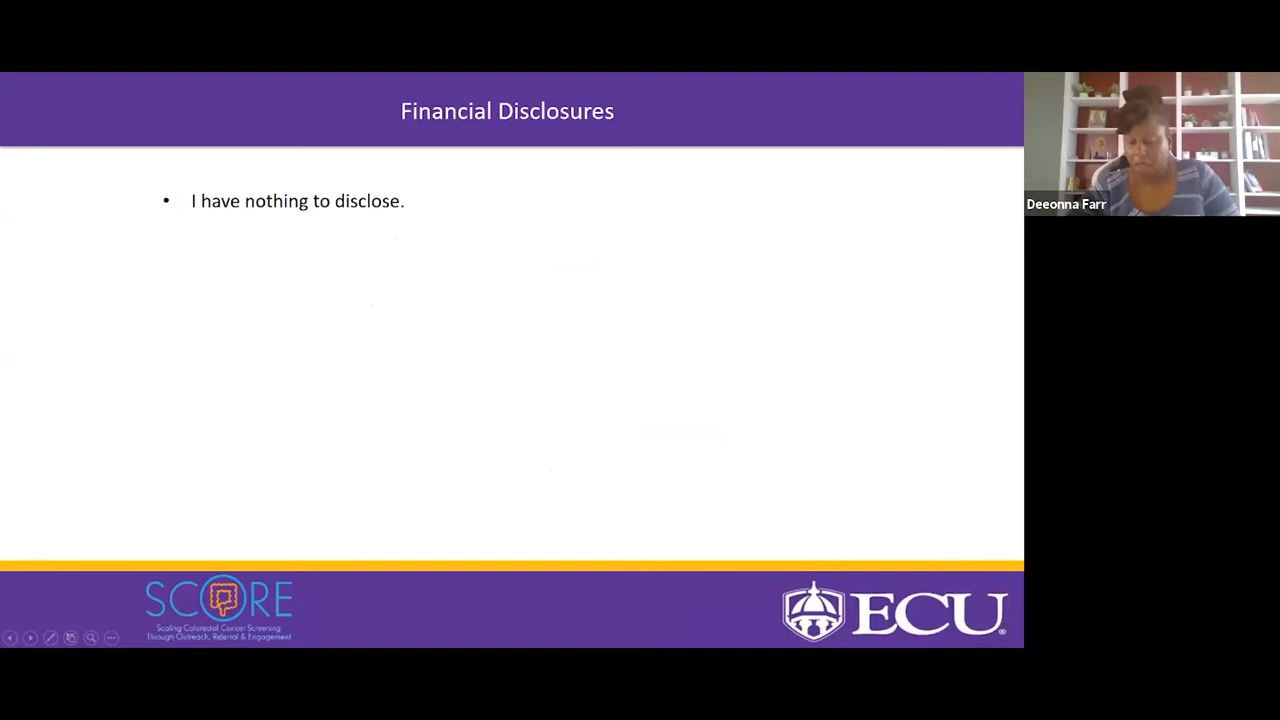 Financial Disclosures
• I have nothing to disclose.
Deeonna Farr
SCORE
Scaling Colorectal Cancer Screening
Through Outreach, Referral & Engagement
ECU®